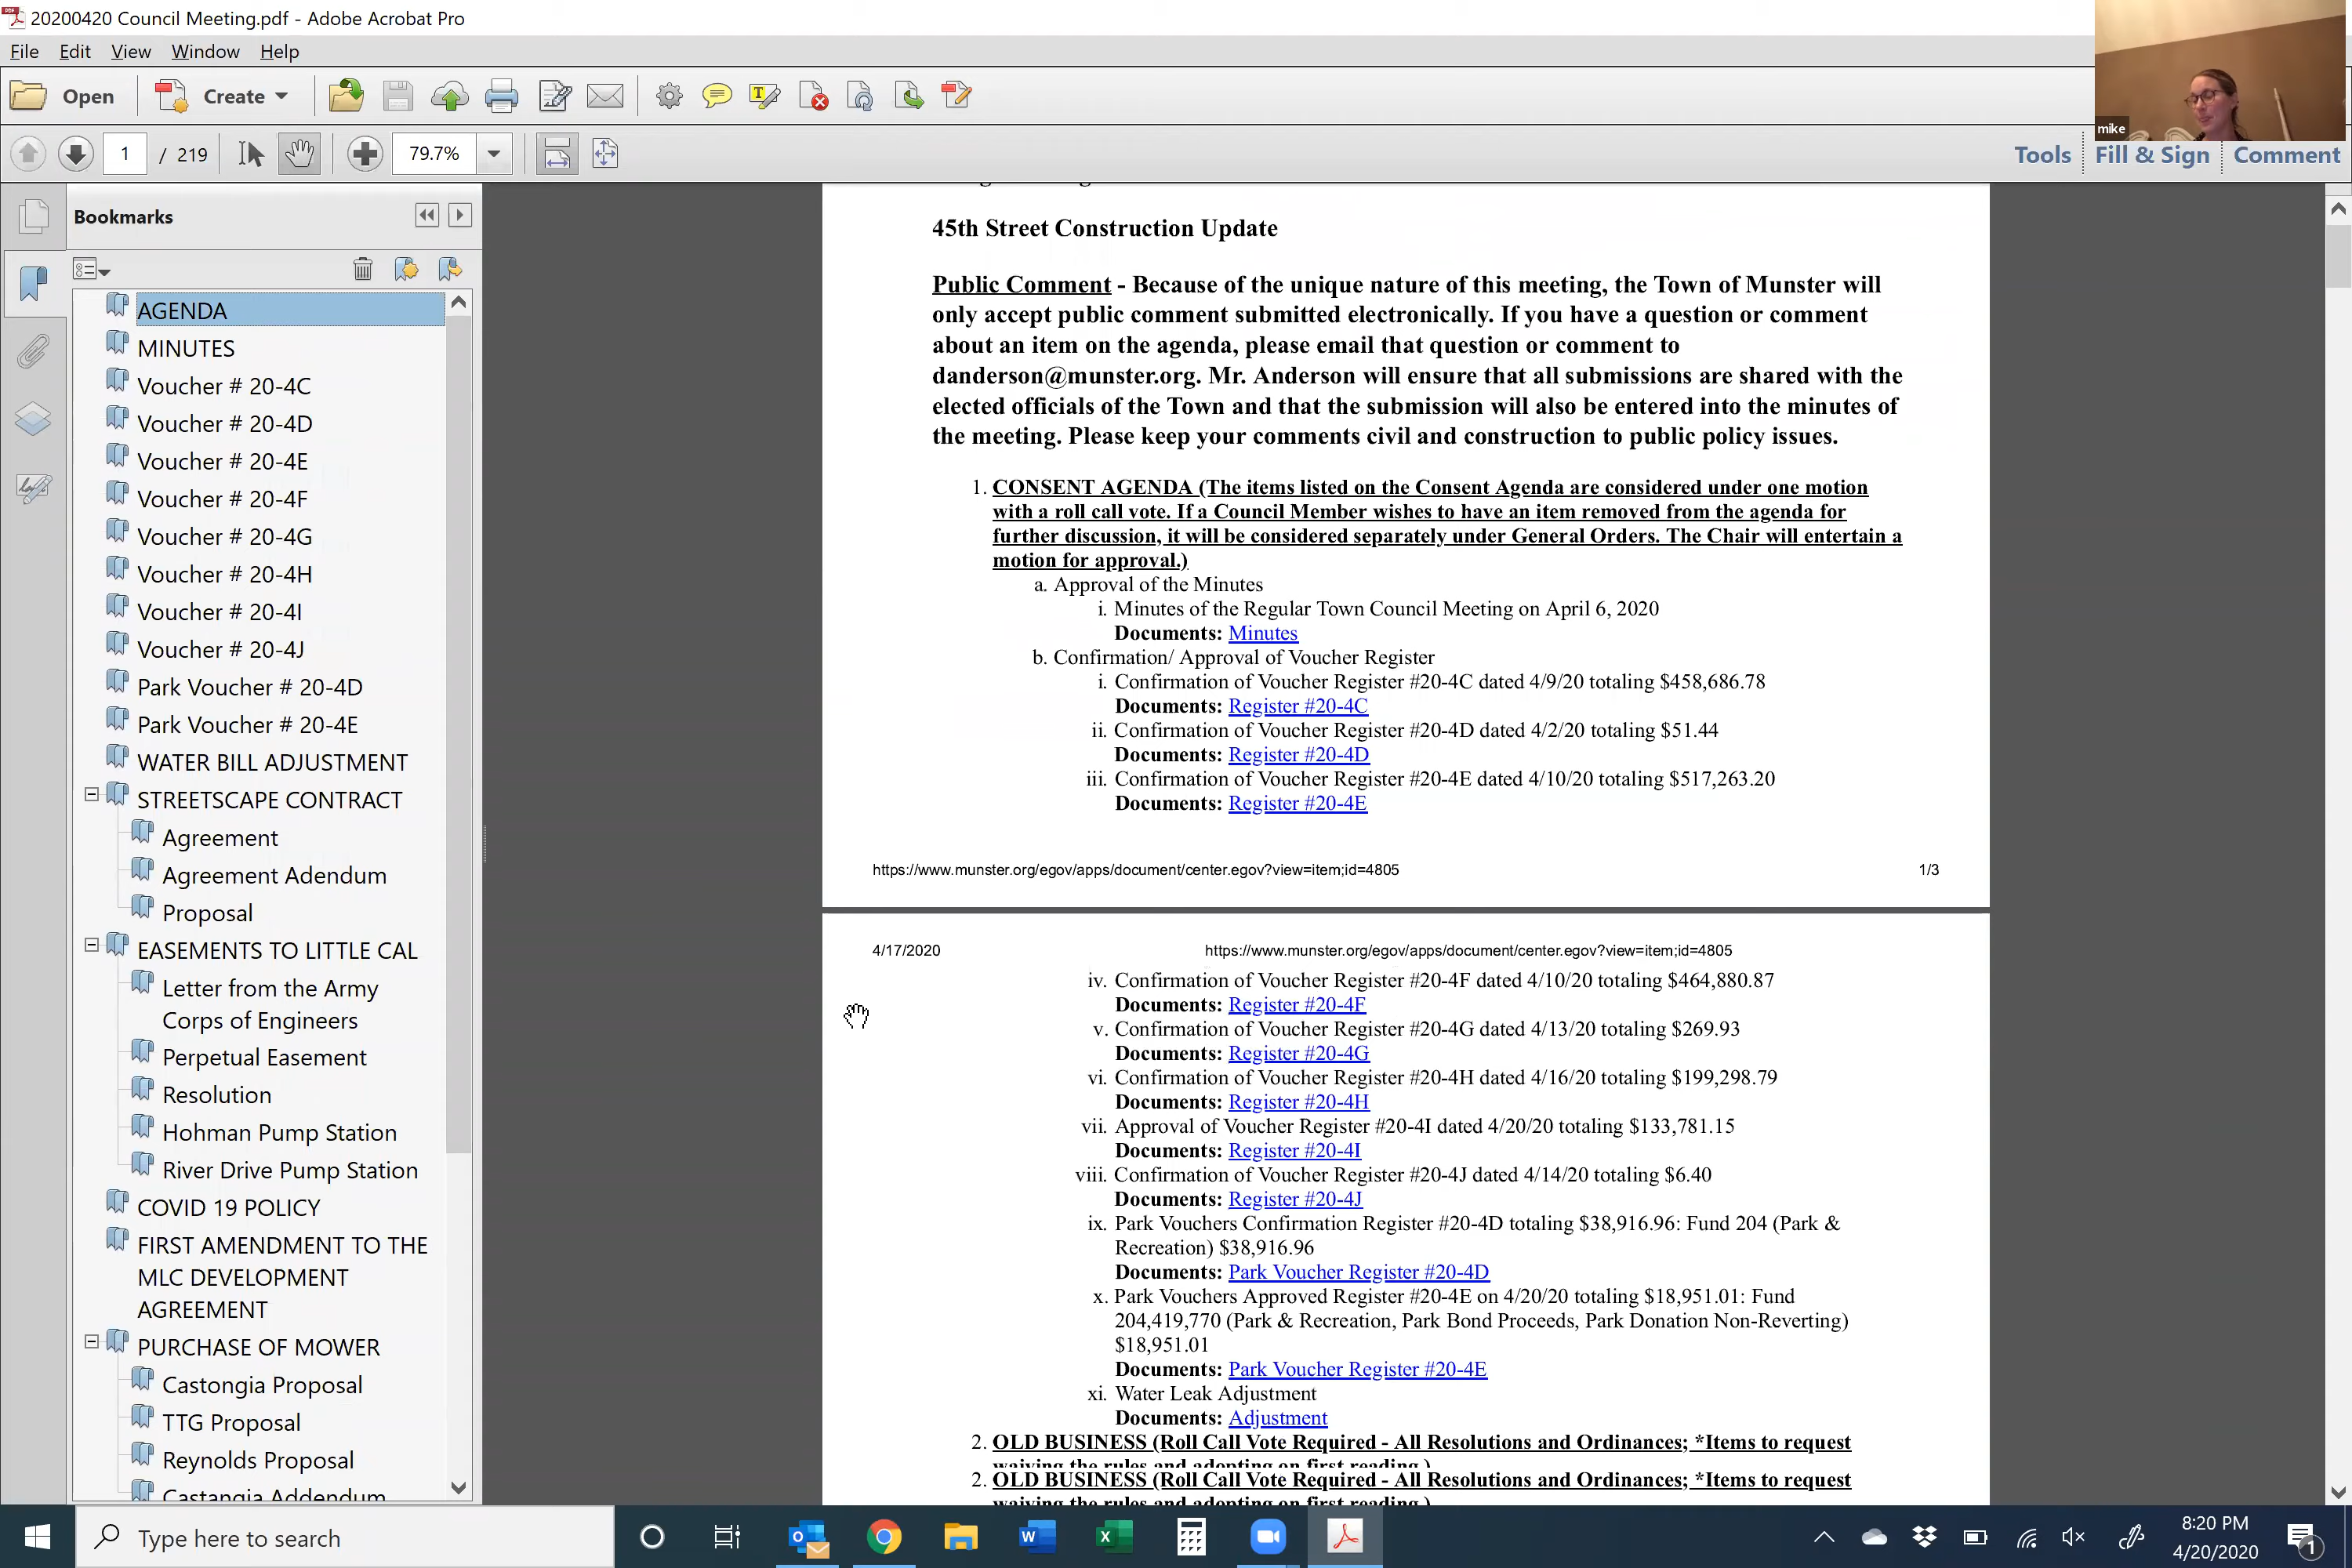 20200420 Council Meeting.pdf - Adobe Acrobat Pro
File Edit View Window Help
Open Create
mike
1 / 219 79.7% Tools Fill & Sign Comment
Bookmarks
AGENDA
MINUTES
Voucher # 20-4C
Voucher # 20-4D
Voucher # 20-4E
Voucher # 20-4F
Voucher # 20-4G
Voucher # 20-4H
Voucher # 20-4I
Voucher # 20-4J
Park Voucher # 20-4D
Park Voucher # 20-4E
WATER BILL ADJUSTMENT
STREETSCAPE CONTRACT
Agreement
Agreement Adendum
Proposal
EASEMENTS TO LITTLE CAL
Letter from the Army
Corps of Engineers
Perpetual Easement
Resolution
Hohman Pump Station
River Drive Pump Station
COVID 19 POLICY
FIRST AMENDMENT TO THE
MLC DEVELOPMENT
AGREEMENT
PURCHASE OF MOWER
Castongia Proposal
TTG Proposal
Reynolds Proposal
Castangia Addendum
45th Street Construction Update
Public Comment - Because of the unique nature of this meeting, the Town of Munster will
only accept public comment submitted electronically. If you have a question or comment
about an item on the agenda, please email that question or comment to
danderson@munster.org. Mr. Anderson will ensure that all submissions are shared with the
elected officials of the Town and that the submission will also be entered into the minutes of
the meeting. Please keep your comments civil and construction to public policy issues.
1. CONSENT AGENDA (The items listed on the Consent Agenda are considered under one motion
with a roll call vote. If a Council Member wishes to have an item removed from the agenda for
further discussion, it will be considered separately under General Orders. The Chair will entertain a
motion for approval.)
a. Approval of the Minutes
i. Minutes of the Regular Town Council Meeting on April 6, 2020
Documents: Minutes
b. Confirmation/ Approval of Voucher Register
i. Confirmation of Voucher Register #20-4C dated 4/9/20 totaling $458,686.78
Documents: Register #20-4C
ii. Confirmation of Voucher Register #20-4D dated 4/2/20 totaling $51.44
Documents: Register #20-4D
iii. Confirmation of Voucher Register #20-4E dated 4/10/20 totaling $517,263.20
Documents: Register #20-4E
https://www.munster.org/egov/apps/document/center.egov?view=item;id=4805 1/3
4/17/2020 https://www.munster.org/egov/apps/document/center.egov?view=item;id=4805
iv. Confirmation of Voucher Register #20-4F dated 4/10/20 totaling $464,880.87
Documents: Register #20-4F
v. Confirmation of Voucher Register #20-4G dated 4/13/20 totaling $269.93
Documents: Register #20-4G
vi. Confirmation of Voucher Register #20-4H dated 4/16/20 totaling $199,298.79
Documents: Register #20-4H
vii. Approval of Voucher Register #20-4I dated 4/20/20 totaling $133,781.15
Documents: Register #20-4I
viii. Confirmation of Voucher Register #20-4J dated 4/14/20 totaling $6.40
Documents: Register #20-4J
ix. Park Vouchers Confirmation Register #20-4D totaling $38,916.96: Fund 204 (Park &
Recreation) $38,916.96
Documents: Park Voucher Register #20-4D
x. Park Vouchers Approved Register #20-4E on 4/20/20 totaling $18,951.01: Fund
204,419,770 (Park & Recreation, Park Bond Proceeds, Park Donation Non-Reverting)
$18,951.01
Documents: Park Voucher Register #20-4E
xi. Water Leak Adjustment
Documents: Adjustment
2. OLD BUSINESS (Roll Call Vote Required - All Resolutions and Ordinances; *Items to request
waiving the rules and adopting on first reading.)
2. OLD BUSINESS (Roll Call Vote Required - All Resolutions and Ordinances; *Items to request
waiving the rules and adopting on first reading.)
Type here to search
8:20 PM
4/20/2020
1